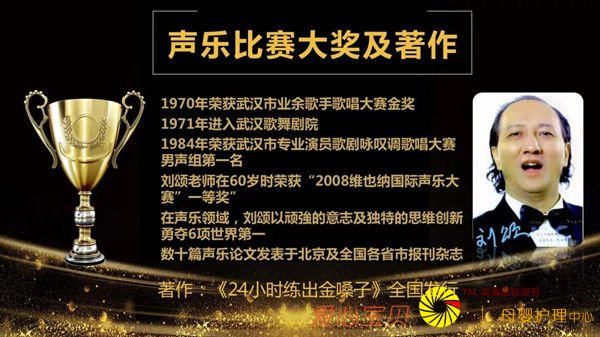 声乐比赛大奖及著作
1970年荣获武汉市业余歌手歌唱大赛金奖
1971年进入武汉歌舞剧院
1984年荣获武汉市专业演员歌剧咏叹调歌唱大赛
男声组第一名
刘颂老师在60岁时荣获“2008维也纳国际声乐大
赛”一等奖”
在声乐领域，刘颂以顽强的意志及独特的思维创新
勇夺6项世界第一
数十篇声乐论文发表于北京及全国各省市报刊杂志
刘颂
著作：《24小时练出金嗓子》全国发行
母婴护理中心